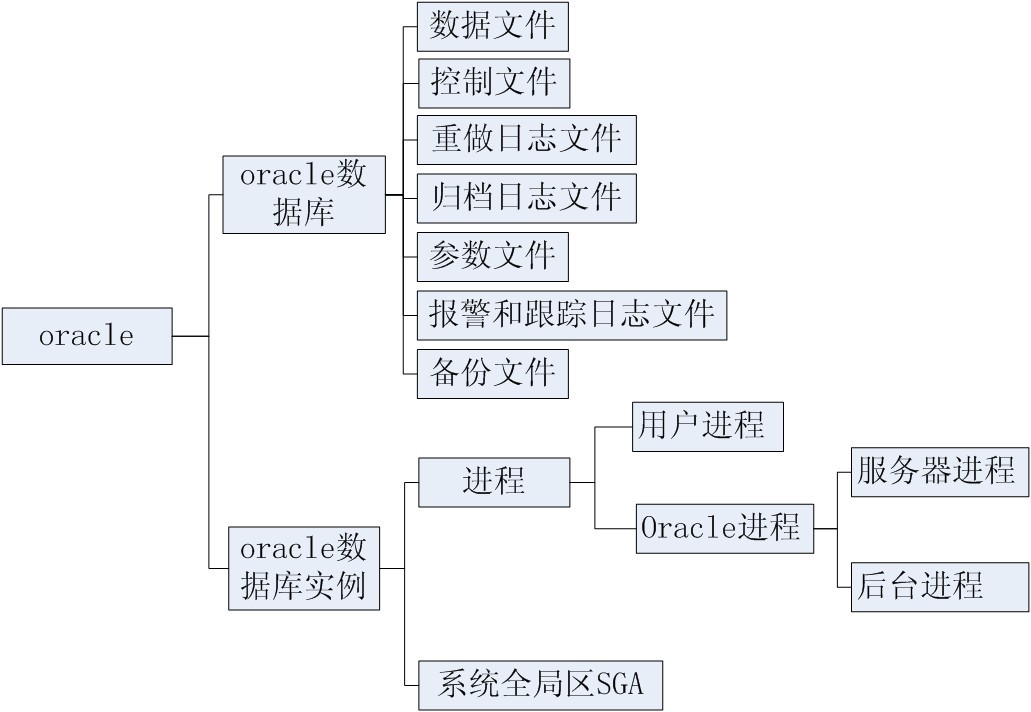 数据文件
控制文件
重做日志文件
oracle数
据库
归档日志文件
参数文件
报警和跟踪日志文件
oracle
备份文件
用户进程
进程
服务器进程
Oracle进程
oracle数
据库实例
后台进程
系统全局区SGA